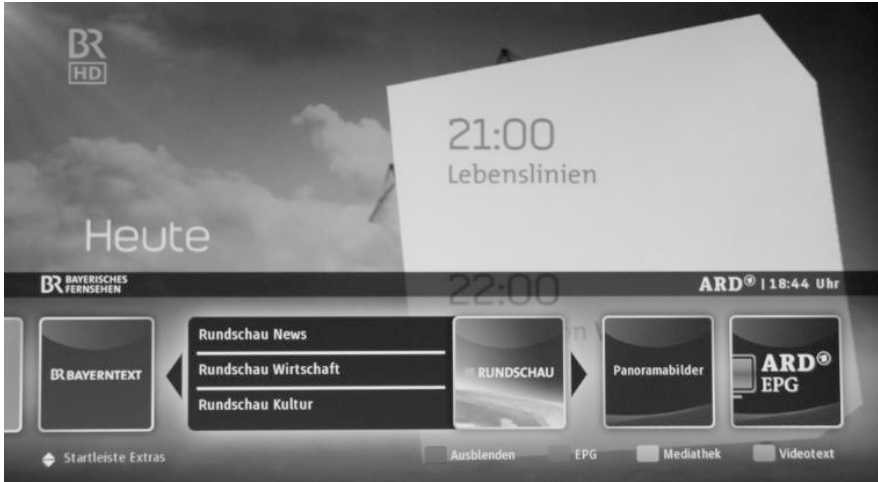 BR
HD
21:00
Lebenslinien
Heute
BR BAYERISCHES
FERNSEHEN
ARD | 18:44 Uhr
22:00
BR BAYERNTEXT
Rundschau News
Rundschau Wirtschaft
Rundschau Kultur
RUNDSCHAU
Panoramabilder
ARD
EPG
Startleiste Extras
Ausblenden
EPG
Mediathek
Videotext